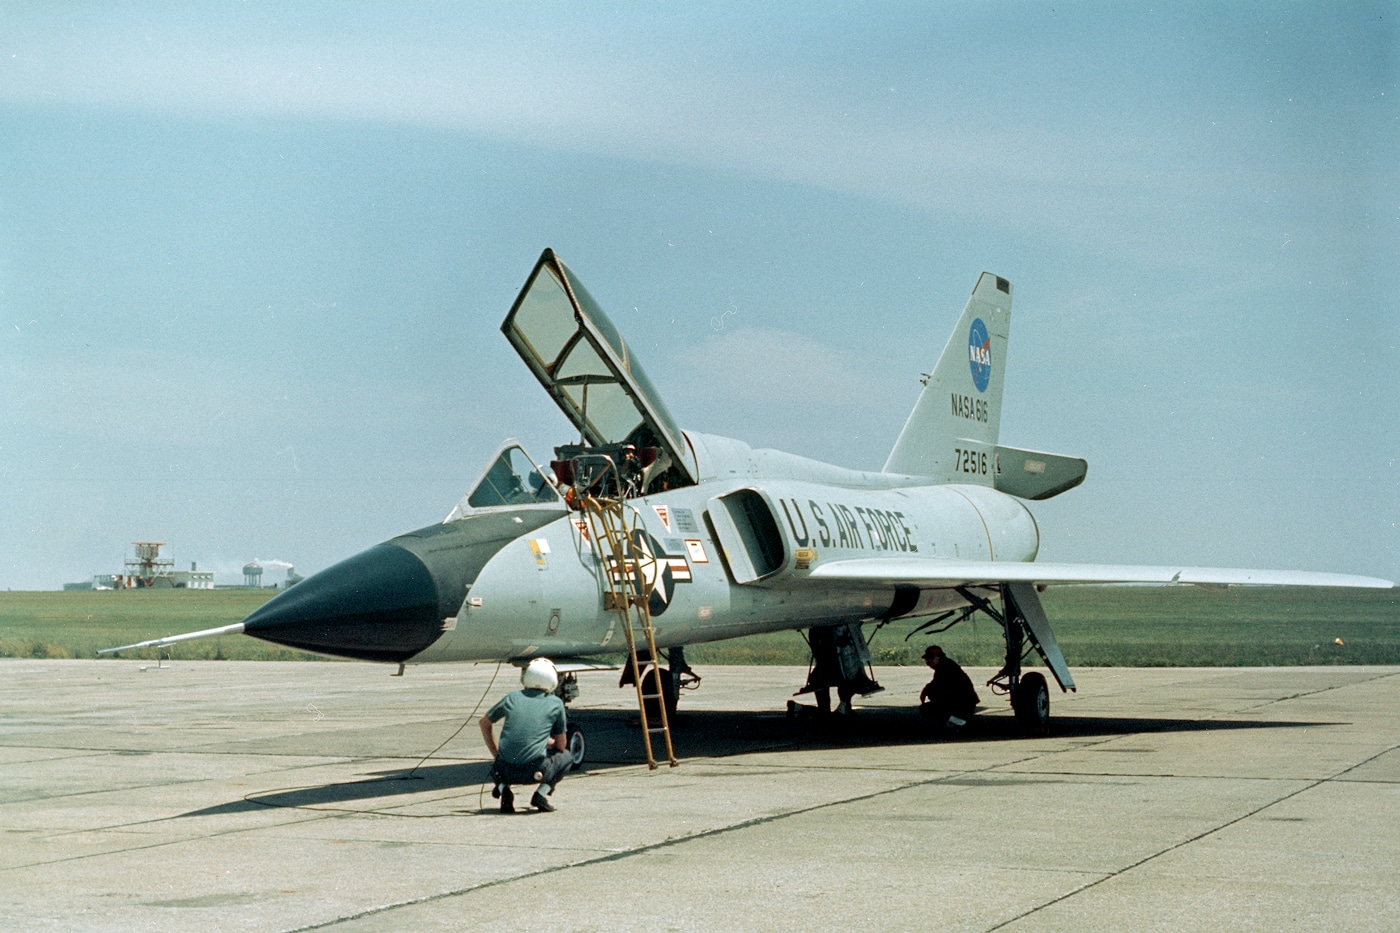 NASA
NASA 616
72516
U.S. AIR FORCE